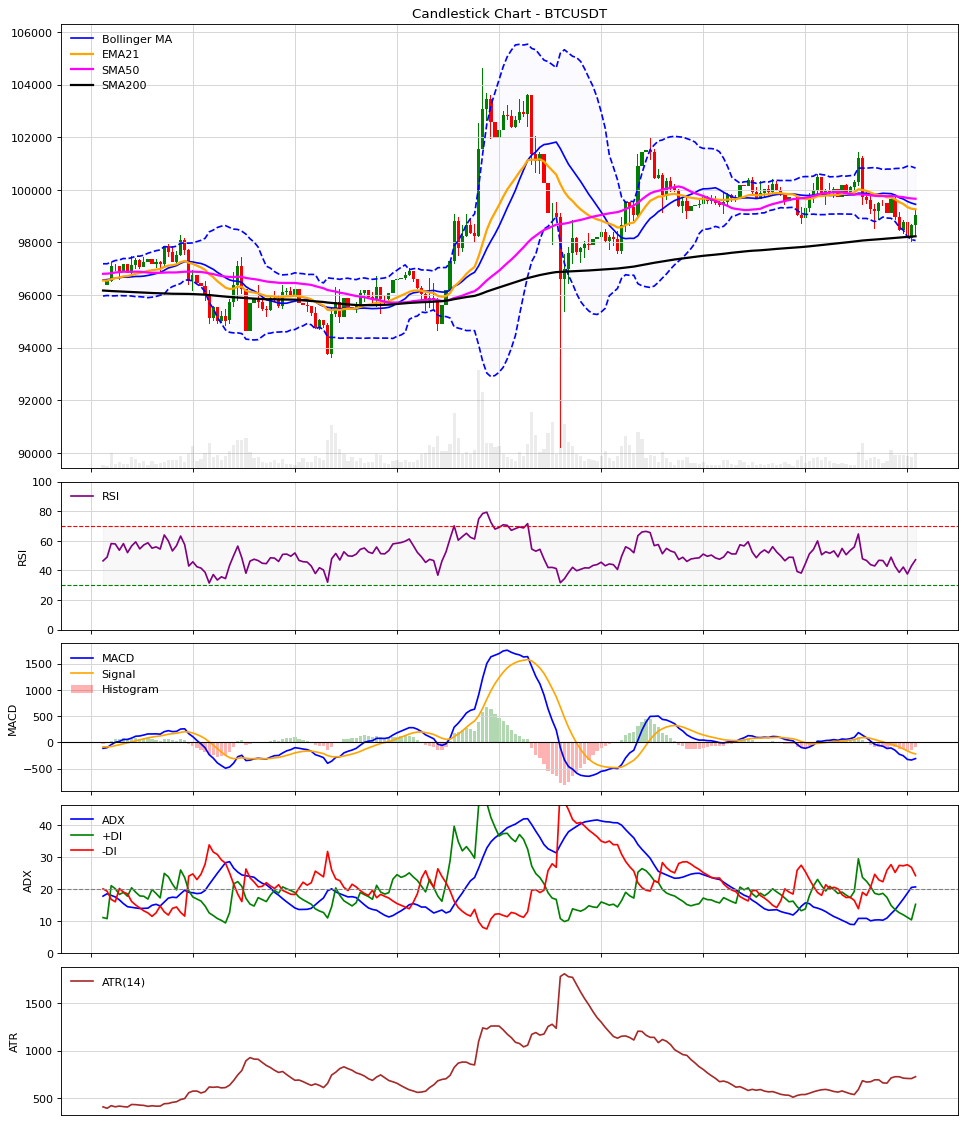 Candlestick Chart - BTCUSDT
106000
104000
102000
100000
98000
96000
94000
92000
90000
Bollinger MA
EMA21
SMA50
SMA200
100
80
60
40
20
0
RSI
RSI
1500
1000
500
0
−500
MACD
MACD
Signal
Histogram
40
30
20
10
0
ADX
ADX
+DI
-DI
1500
1000
500
ATR
ATR(14)